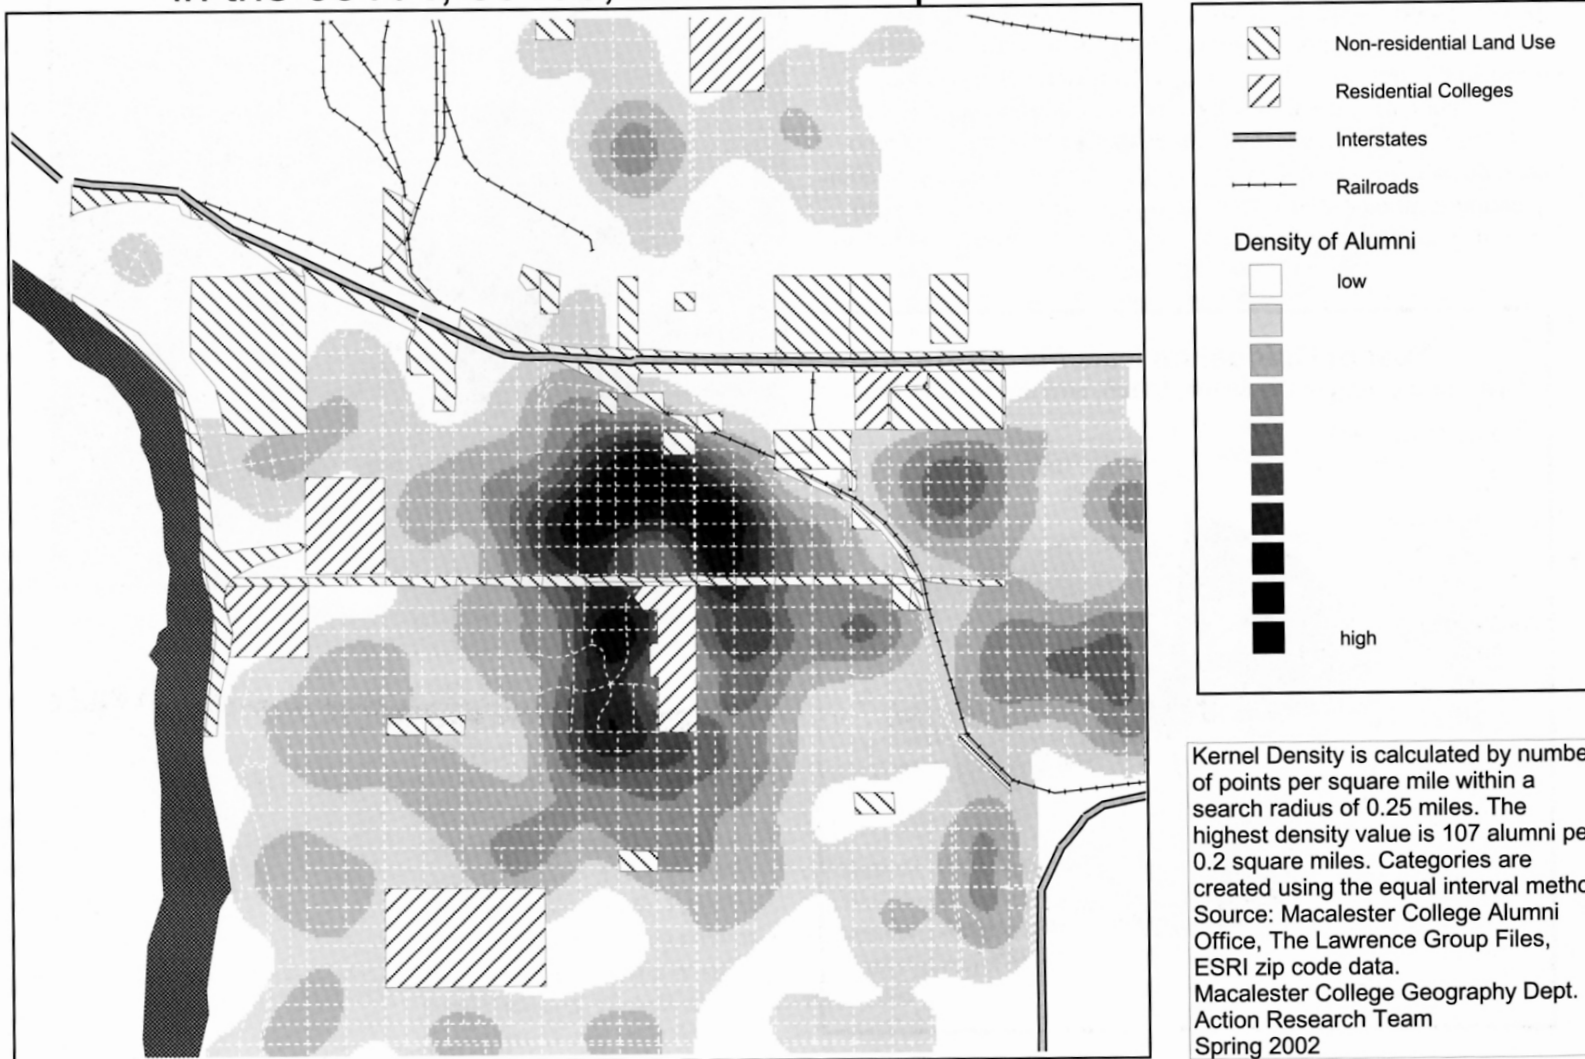 Non-residential Land Use
Residential Colleges
Interstates
Railroads
Density of Alumni
low
high
Kernel Density is calculated by numbe
of points per square mile within a
search radius of 0.25 miles. The
highest density value is 107 alumni pe
0.2 square miles. Categories are
created using the equal interval metho
Source: Macalester College Alumni
Office, The Lawrence Group Files,
ESRI zip code data.
Macalester College Geography Dept.
Action Research Team
Spring 2002